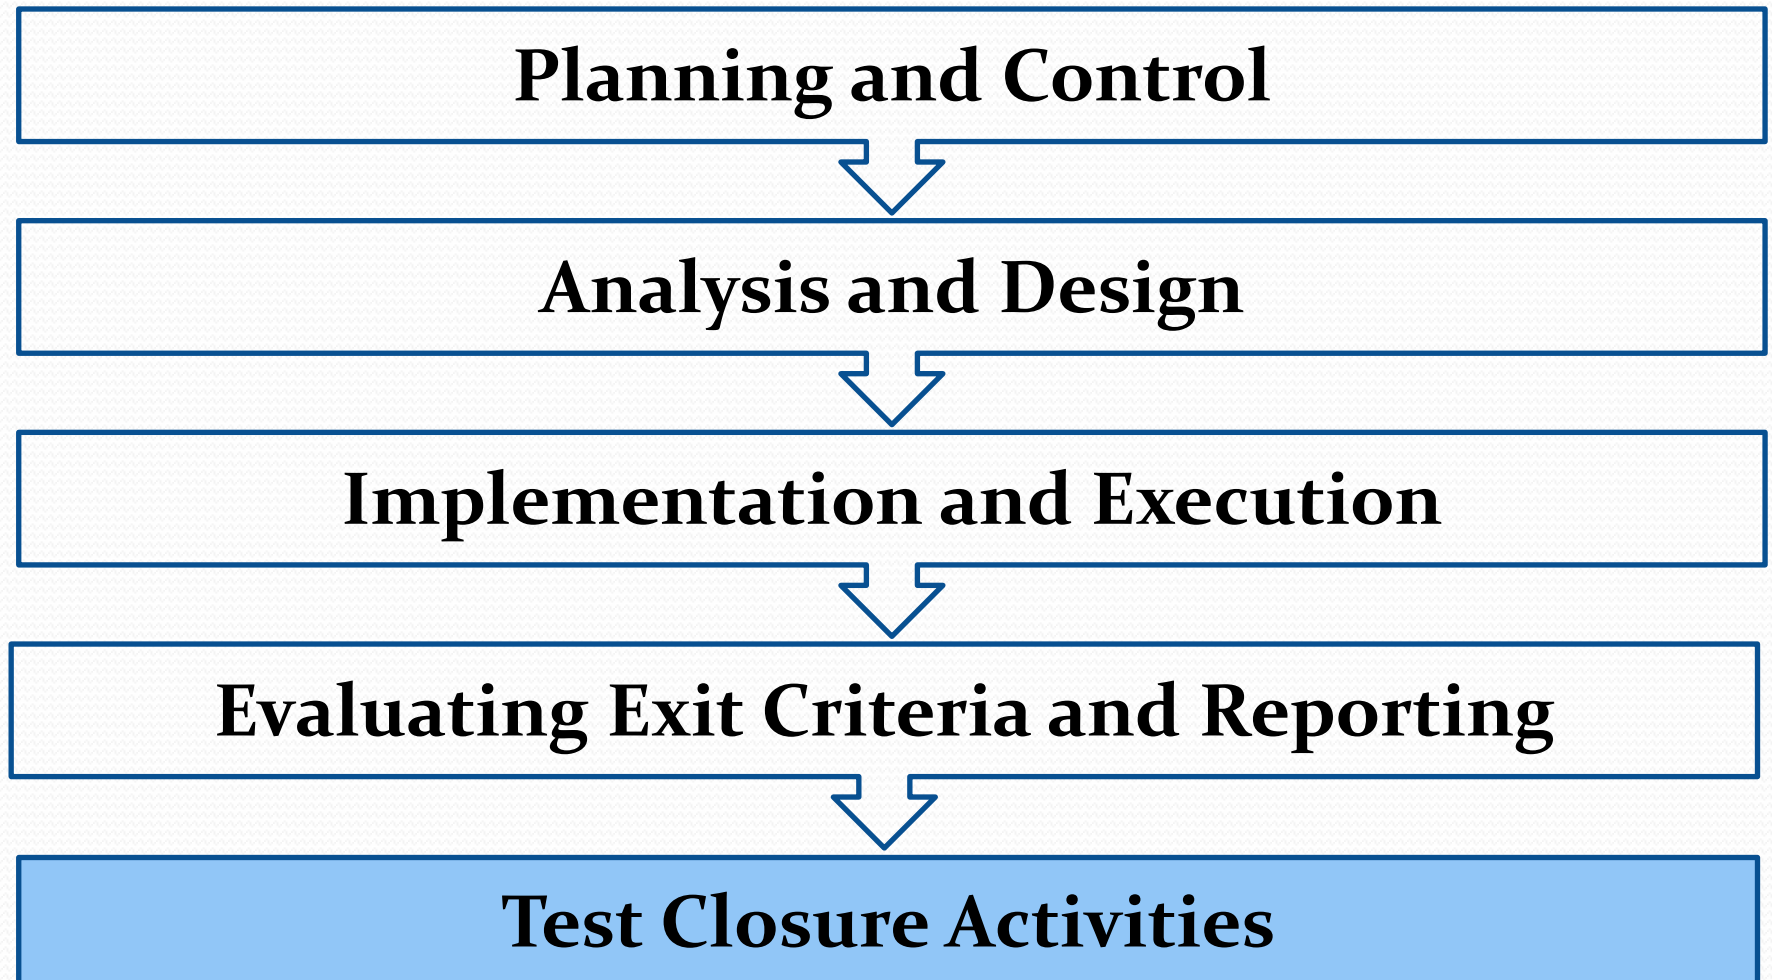 Planning and Control
Analysis and Design
Implementation and Execution
Evaluating Exit Criteria and Reporting
Test Closure Activities